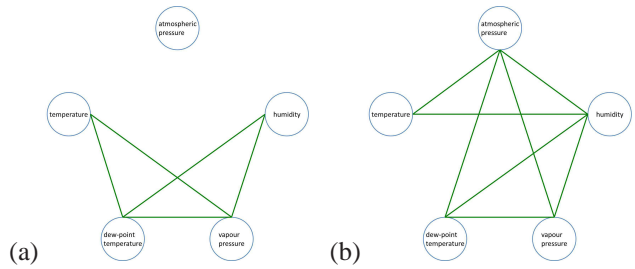 atmospheric
pressure
temperature
humidity
dew-point
temperature
vapour
pressure
(a)
atmospheric
pressure
temperature
humidity
dew-point
temperature
vapour
pressure
(b)